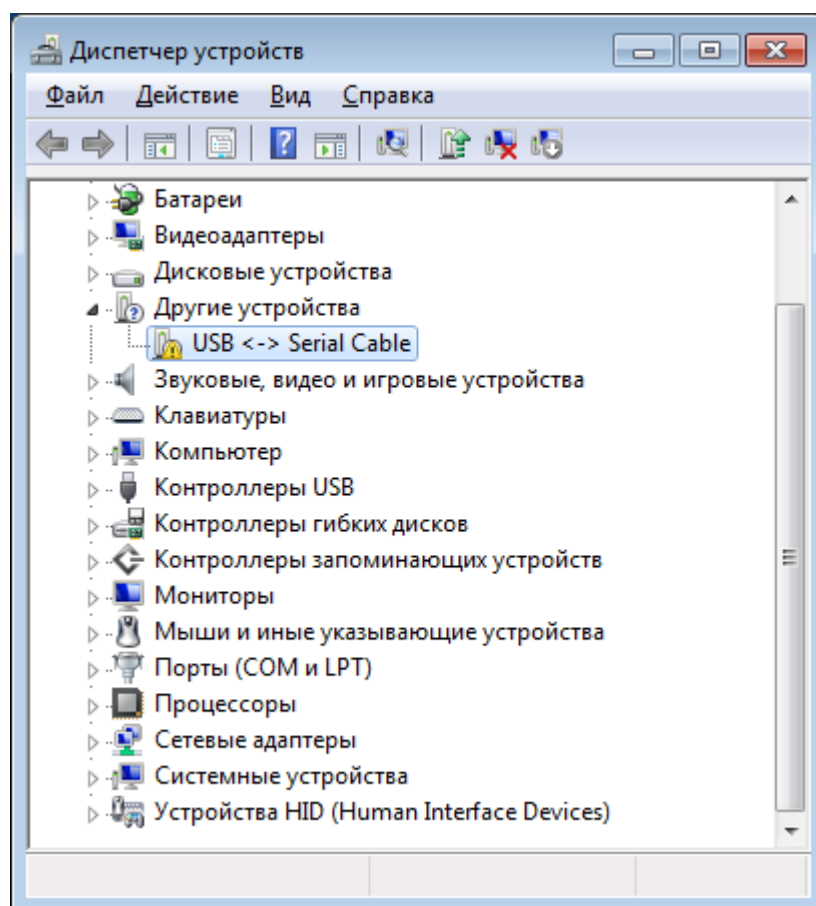 Диспетчер устройств
Файл Действие Вид Справка
Батареи
Видеоадаптеры
Дисковые устройства
Другие устройства
USB <-> Serial Cable
Звуковые, видео и игровые устройства
Клавиатуры
Компьютер
Контроллеры USB
Контроллеры гибких дисков
Контроллеры запоминающих устройств
Мониторы
Мыши и иные указывающие устройства
Порты (COM и LPT)
Процессоры
Сетевые адаптеры
Системные устройства
Устройства HID (Human Interface Devices)